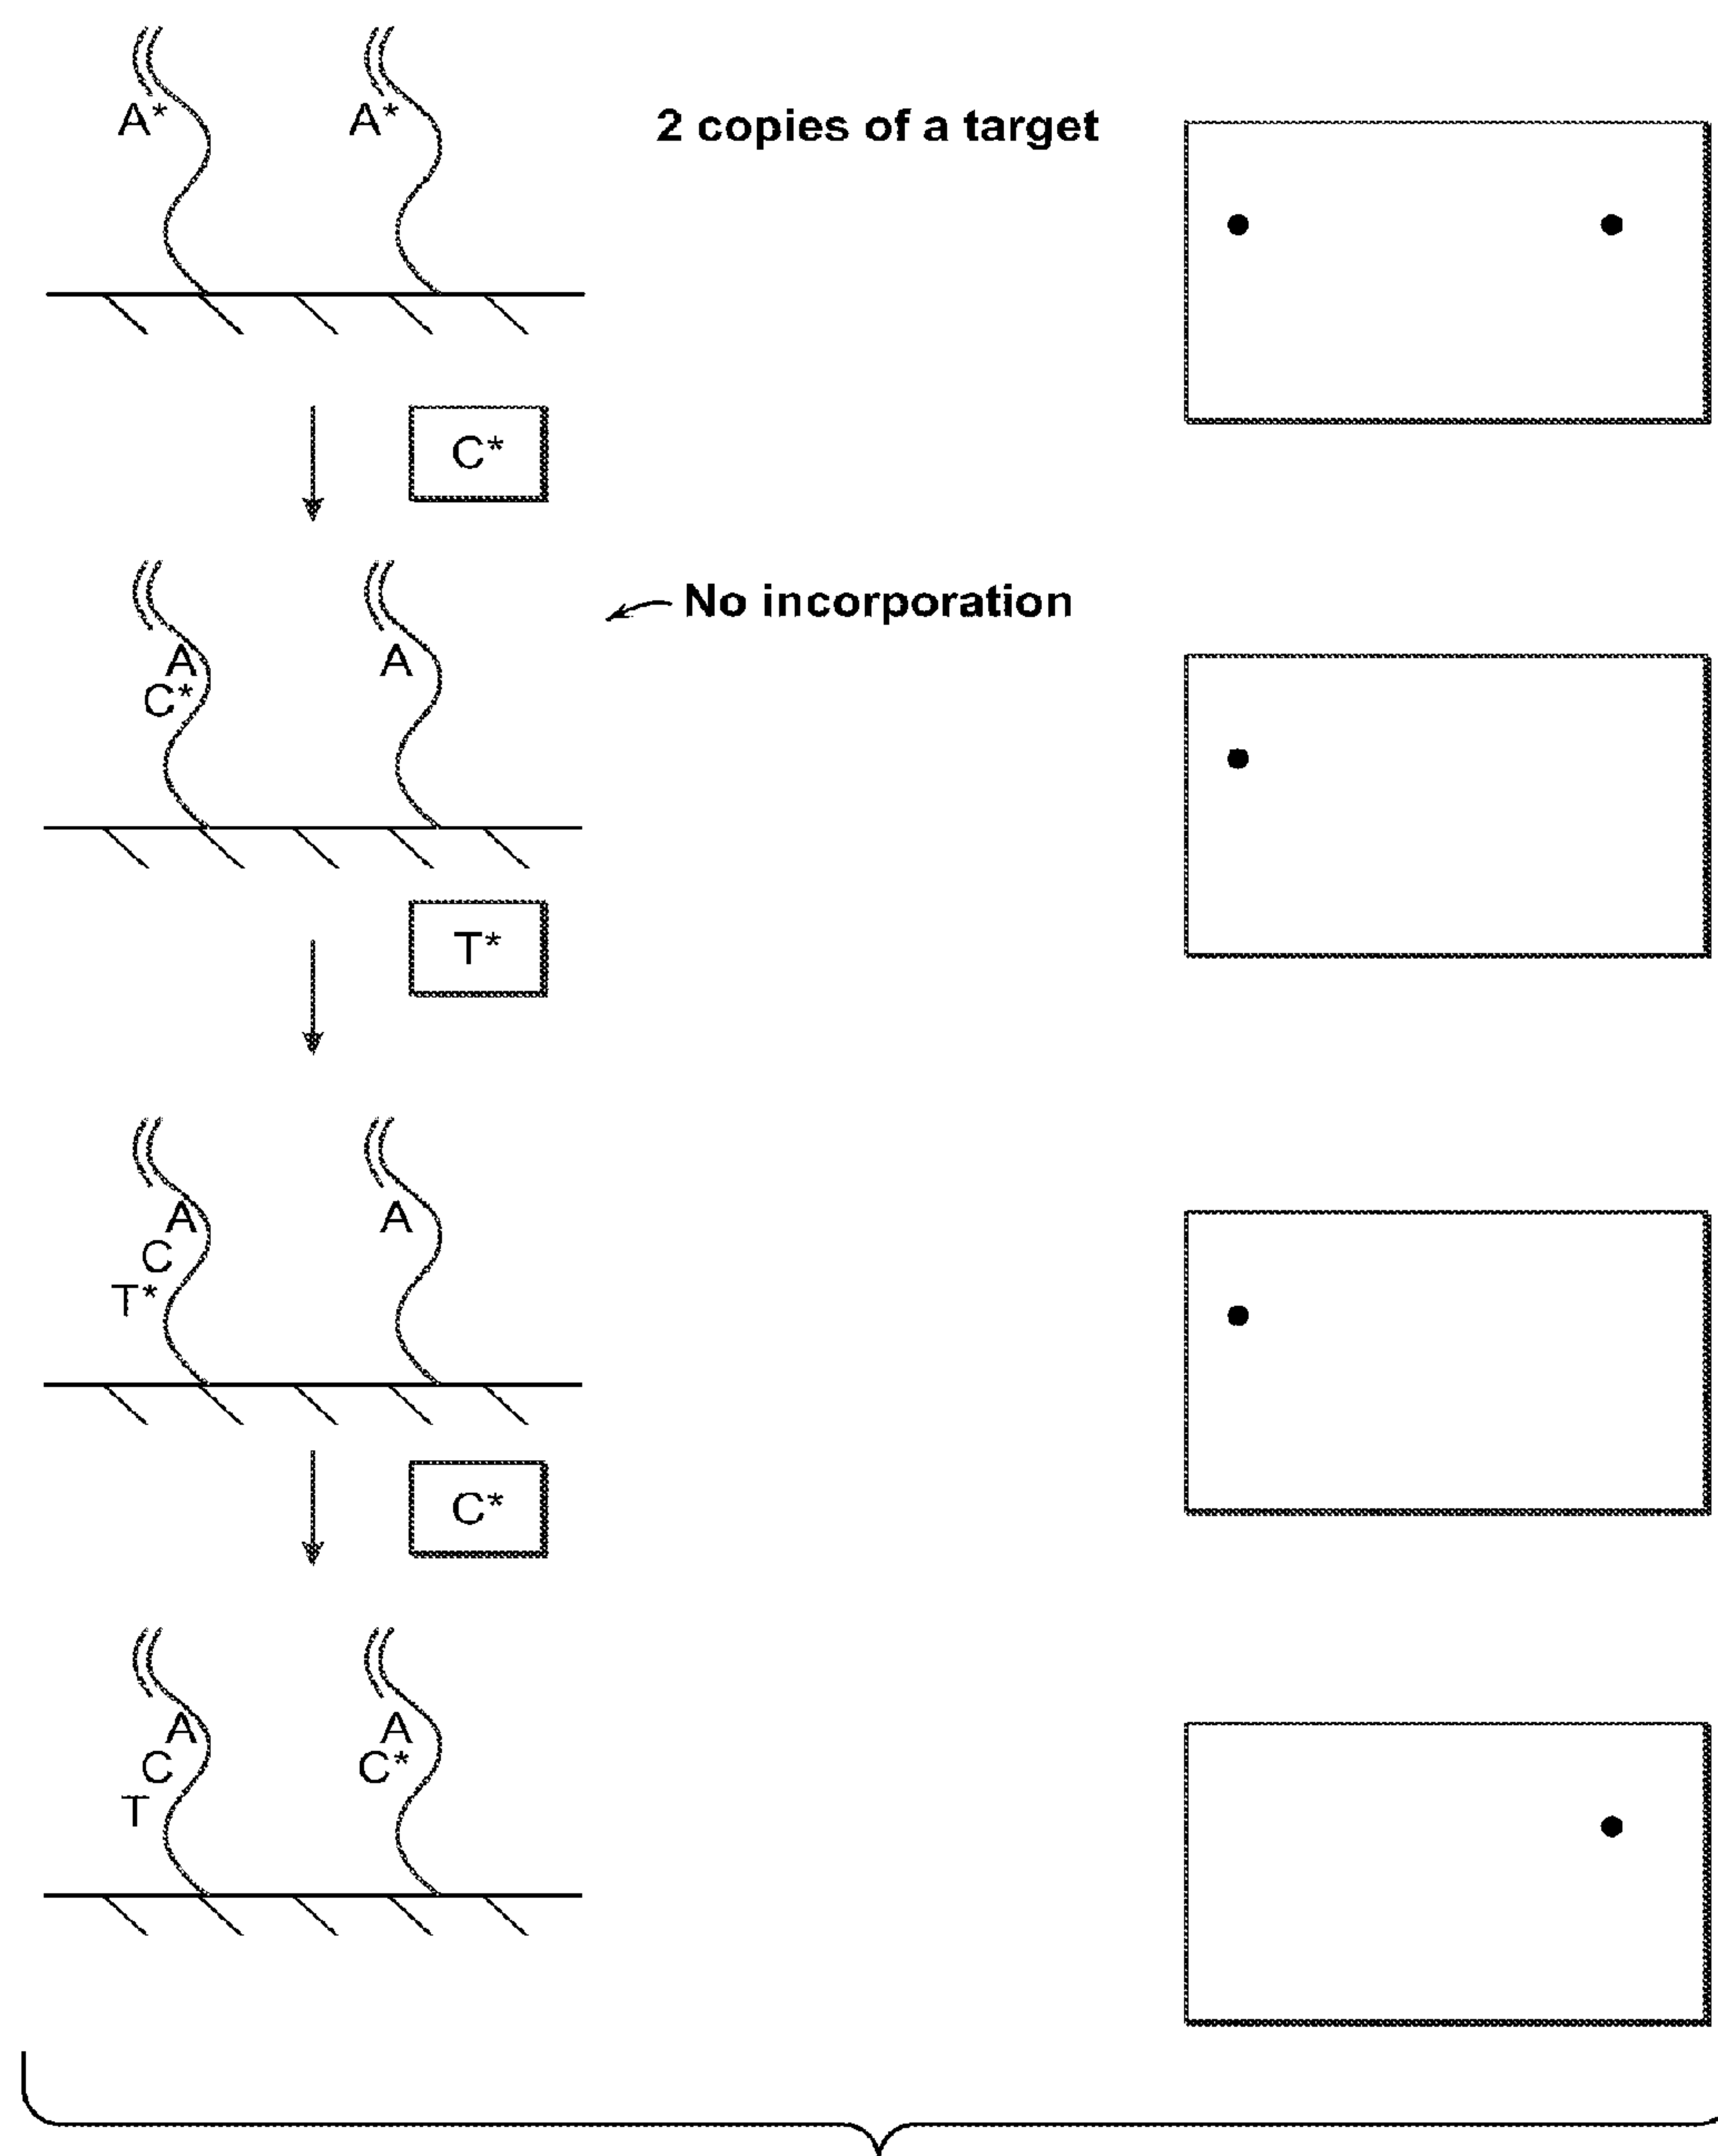 A* A* 2 copies of a target
C*
No incorporation
A A
C*
T*
A A
C
T*
C*
A A
C C*
T